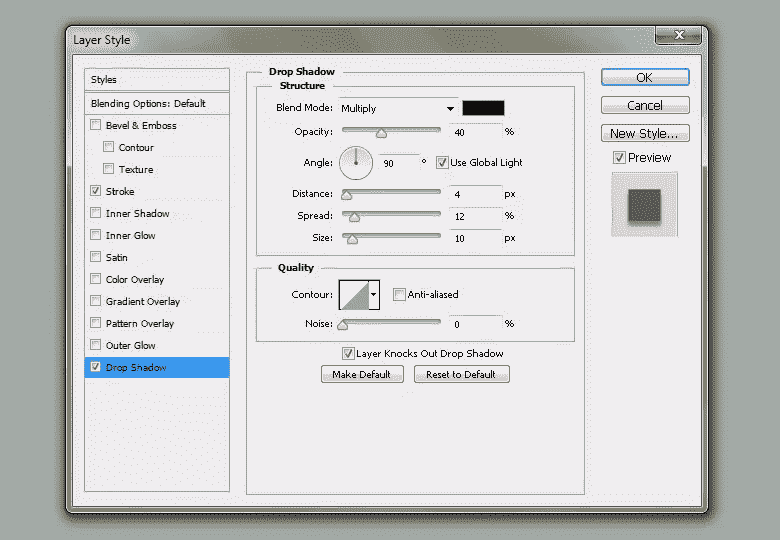 Layer Style
x
Styles
Blending Options: Default
Bevel & Emboss
Contour
Texture
Stroke
Inner Shadow
Inner Glow
Satin
Color Overlay
Gradient Overlay
Pattern Overlay
Outer Glow
Drop Shadow
Drop Shadow
Structure
Blend Mode: Multiply
Opacity: 40 %
Angle: 90 ° Use Global Light
Distance: 4 px
Spread: 12 %
Size: 10 px
Quality
Contour: Anti-aliased
Noise: 0 %
Layer Knocks Out Drop Shadow
Make Default Reset to Default
OK
Cancel
New Style...
Preview